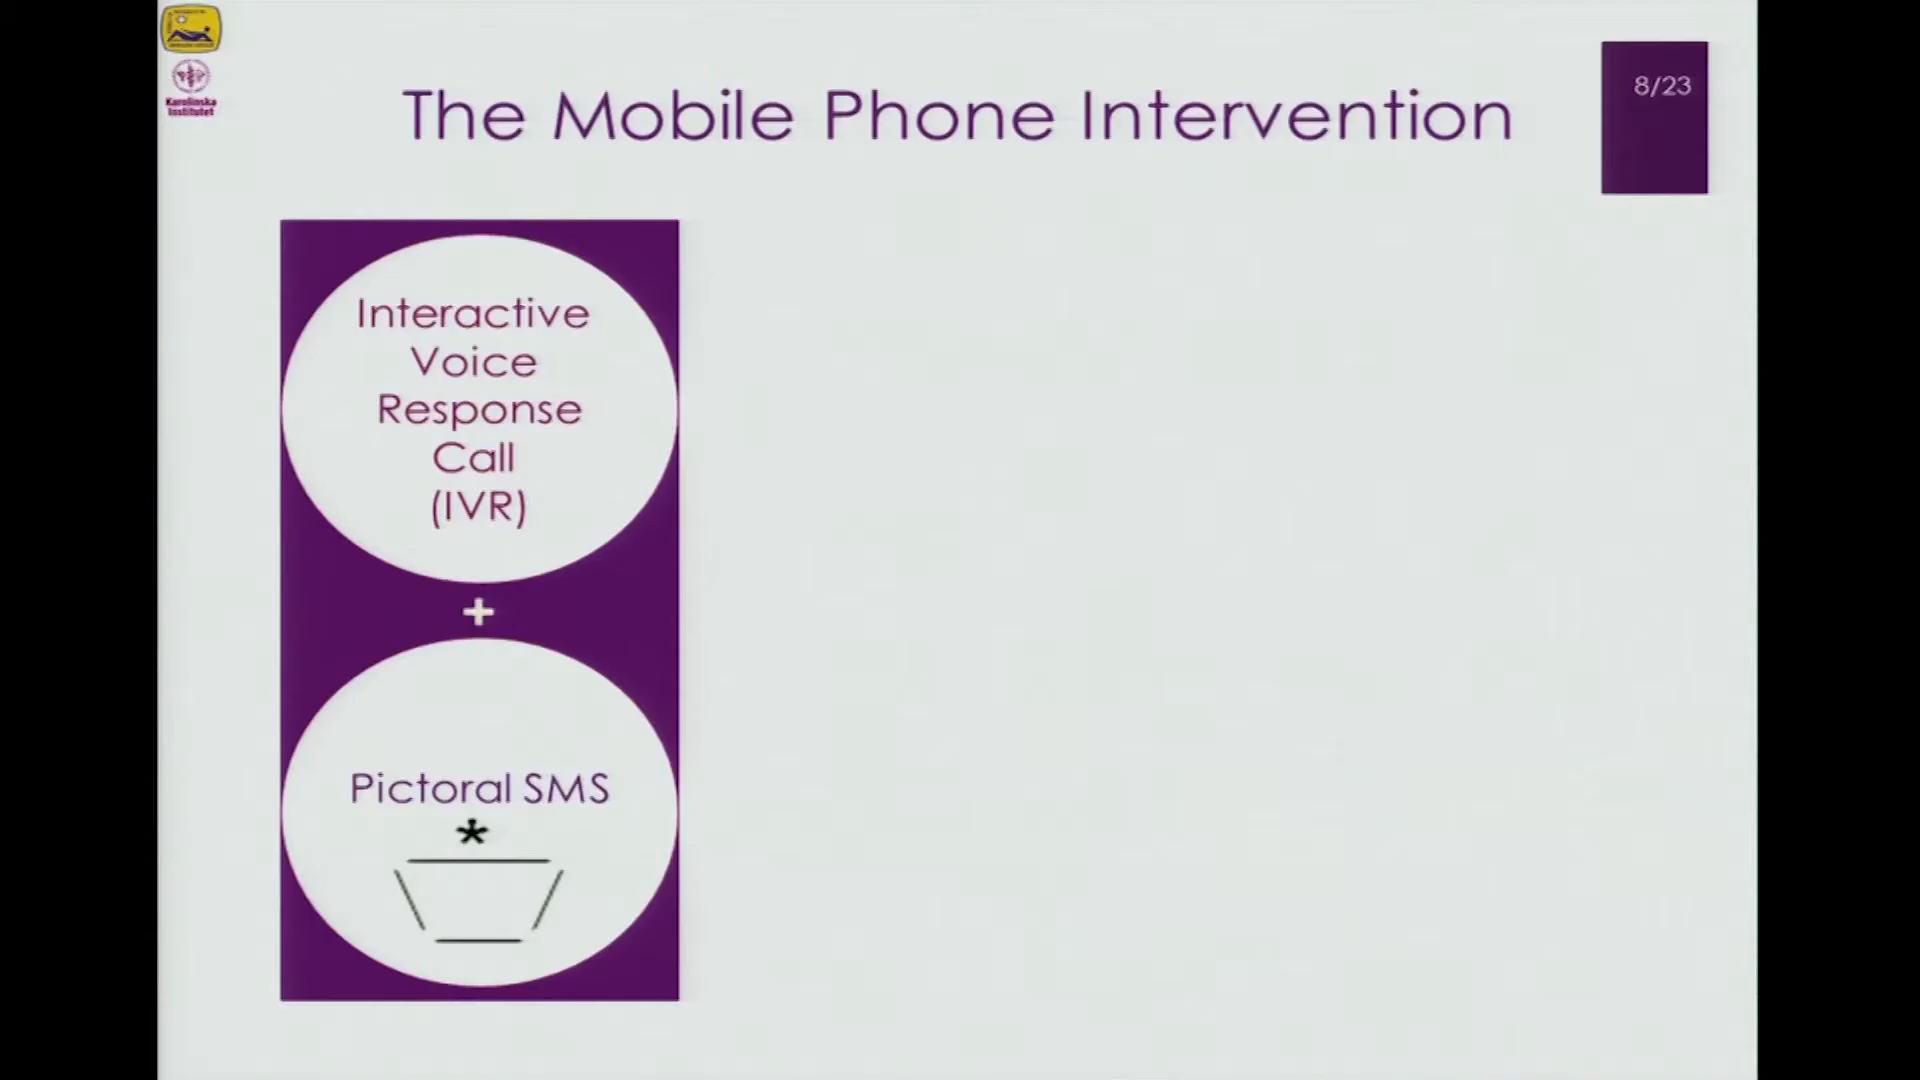 Karolinska
Institutet
The Mobile Phone Intervention
8/23
Interactive
Voice
Response
Call
(IVR)
+
Pictoral SMS
*